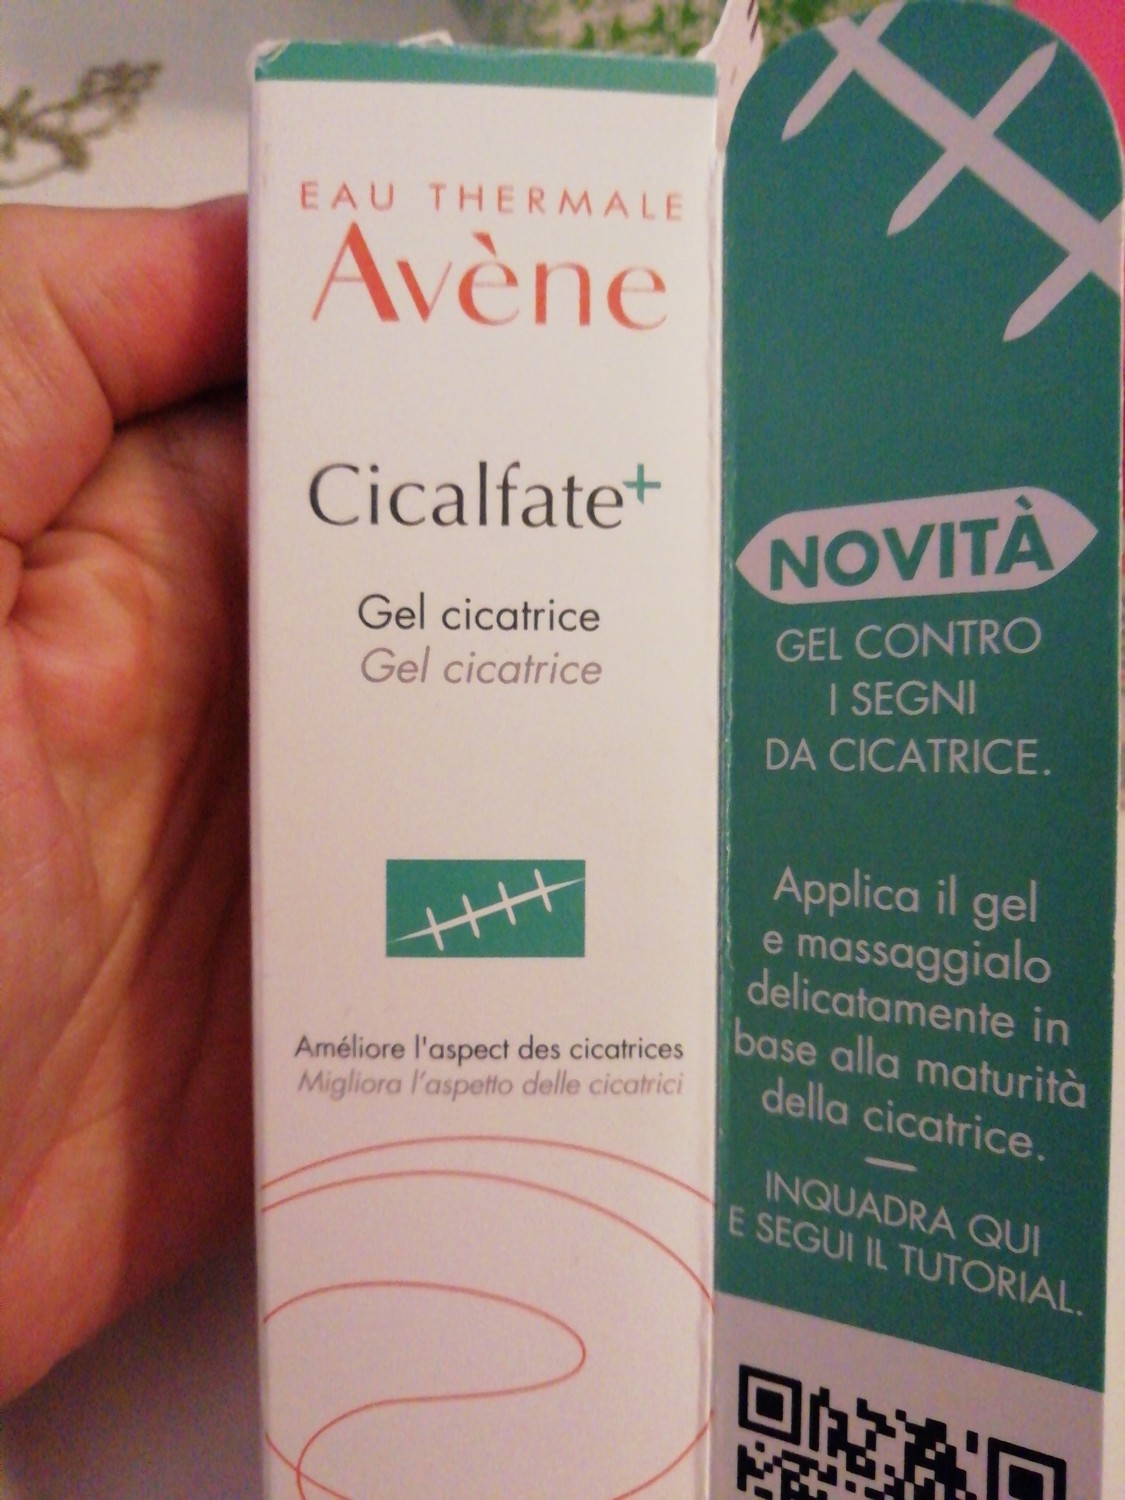 EAU THERMALE
Avène
Cicalfate+
Gel cicatrice
Gel cicatrice
Améliore l'aspect des cicatrices
Migliora l'aspetto delle cicatrici
NOVITÀ
GEL CONTRO
I SEGNI
DA CICATRICE.
Applica il gel
e massaggialo
delicatamente in
base alla maturità
della cicatrice.
INQUADRA QUI
E SEGUI IL TUTORIAL.